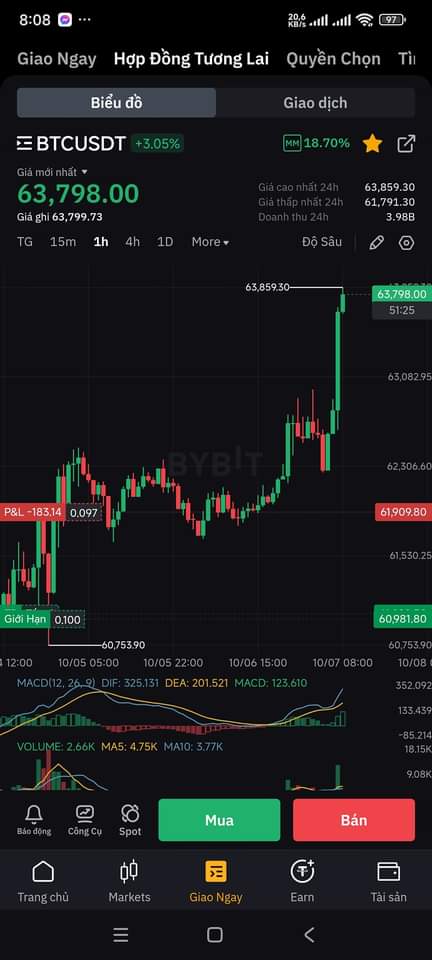 8:08 ...
20,6 KB/s 97
Giao Ngay Hợp Đồng Tương Lai Quyền Chọn
Biểu đồ Giao dịch
BTCUSDT +3.05% MM 18.70%
Giá mới nhất
63,798.00
Giá ghi 63,799.73
Giá cao nhất 24h 63,859.30
Giá thấp nhất 24h 61,791.30
Doanh thu 24h 3.98B
TG 15m 1h 4h 1D More Độ Sâu
63,859.30
63,798.00
51:25
63,082.95
BYBIT
62,306.60
P&L -183.14 0.097 61,909.80
61,530.25
Giới Hạn 0.100 60,981.80
60,753.90 60,753.90
12:00 10/05 05:00 10/05 22:00 10/06 15:00 10/07 08:00 10/08
MACD(12, 26, 9) DIF: 325.131 DEA: 201.521 MACD: 123.610
352.092
133.439
-85.214
VOLUME: 2.66K MA5: 4.75K MA10: 3.77K
18.15K
9.08K
Báo động Công Cụ Spot Mua Bán
Trang chủ Markets Giao Ngay Earn Tài sản